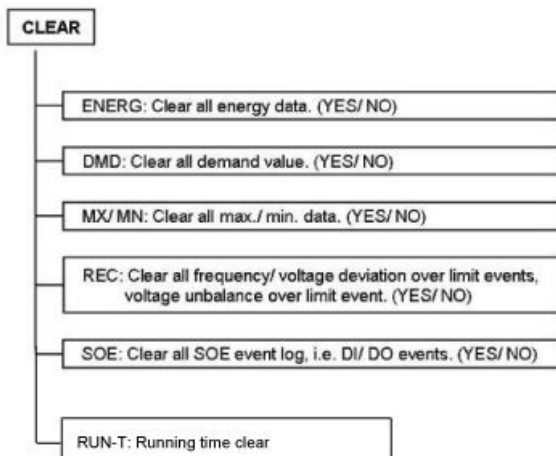 CLEAR
ENERG: Clear all energy data. (YES/ NO)
DMD: Clear all demand value. (YES/ NO)
MX/ MN: Clear all max./ min. data. (YES/ NO)
REC: Clear all frequency/ voltage deviation over limit events,
voltage unbalance over limit event. (YES/ NO)
SOE: Clear all SOE event log, i.e. DI/ DO events. (YES/ NO)
RUN-T: Running time clear